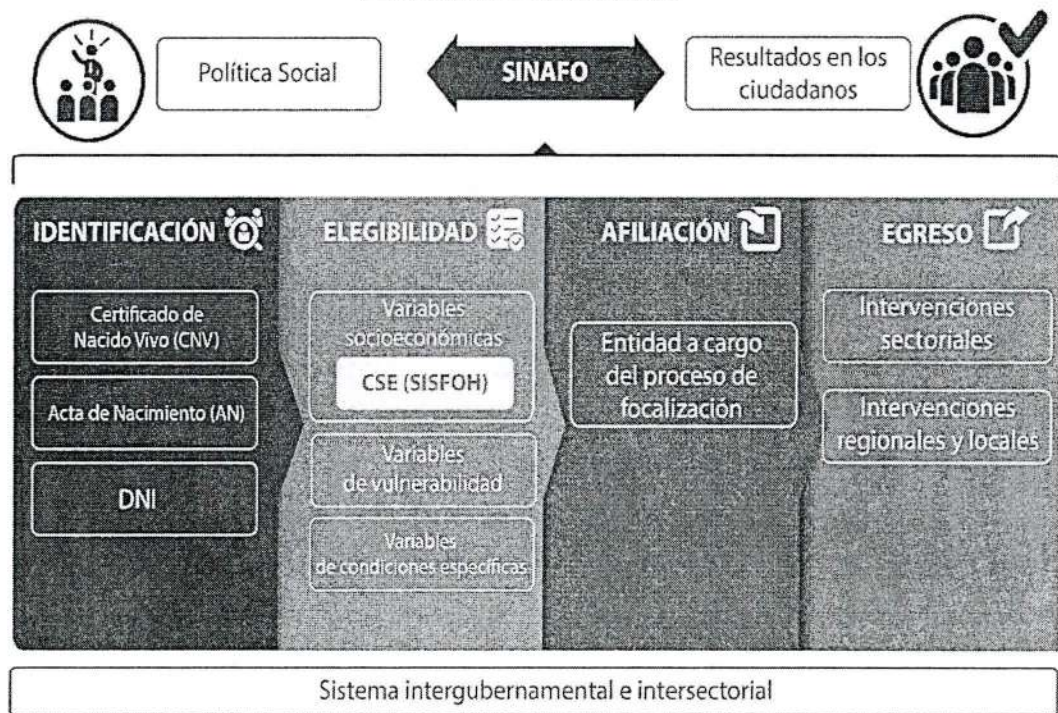 Política Social
SINAFO
Resultados en los
ciudadanos
IDENTIFICACIÓN
Certificado de
Nacido Vivo (CNV)
Acta de Nacimiento (AN)
DNI
ELEGIBILIDAD
Variables
socioeconómicas
CSE (SISFOH)
Variables
de vulnerabilidad
Variables
de condiciones específicas
AFILIACIÓN
Entidad a cargo
del proceso de
focalización
EGRESO
Intervenciones
sectoriales
Intervenciones
regionales y locales
Sistema intergubernamental e intersectorial